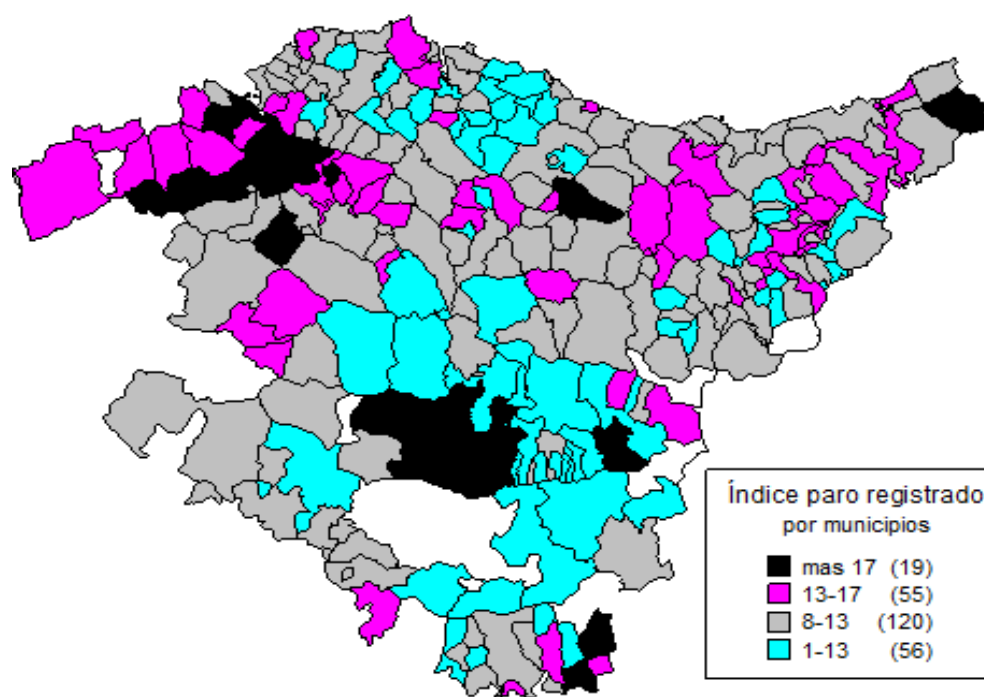 Índice paro registrado
por municipios
mas 17 (19)
13-17 (55)
8-13 (120)
1-13 (56)